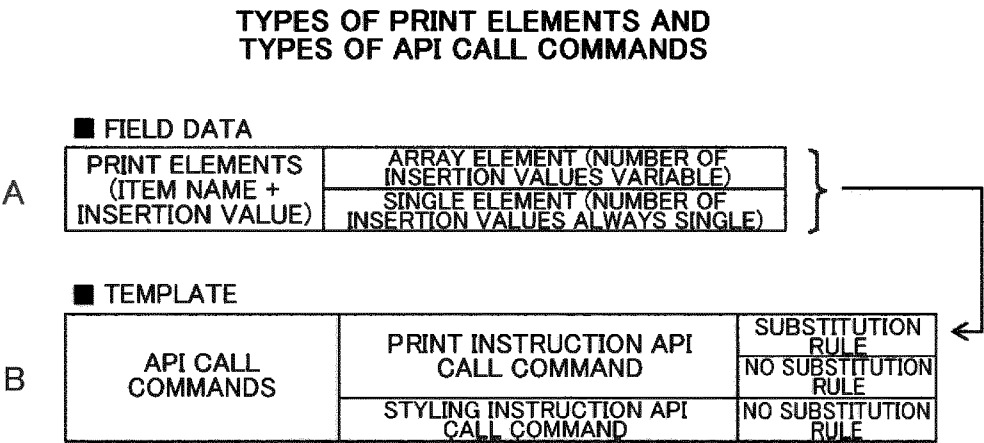 TYPES OF PRINT ELEMENTS AND
TYPES OF API CALL COMMANDS
■ FIELD DATA
A
PRINT ELEMENTS
(ITEM NAME +
INSERTION VALUE)
ARRAY ELEMENT (NUMBER OF
INSERTION VALUES VARIABLE)
SINGLE ELEMENT (NUMBER OF
INSERTION VALUES ALWAYS SINGLE)
■ TEMPLATE
B
API CALL
COMMANDS
PRINT INSTRUCTION API
CALL COMMAND
SUBSTITUTION
RULE
NO SUBSTITUTION
RULE
STYLING INSTRUCTION API
CALL COMMAND
NO SUBSTITUTION
RULE